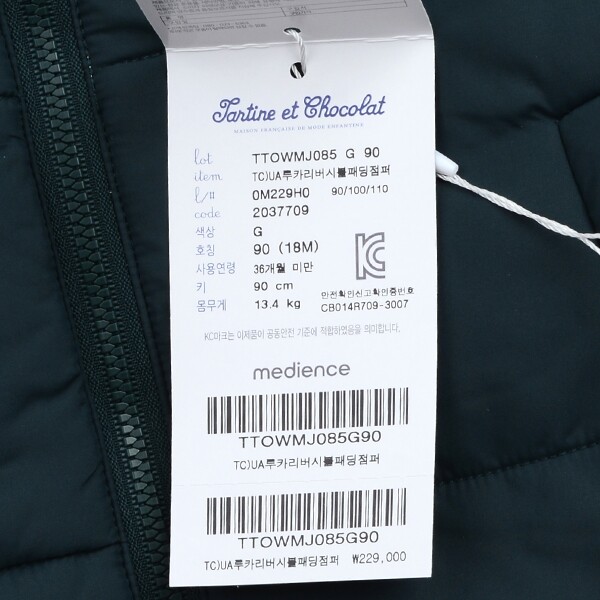 Tartine et Chocolat
MAISON FRANÇAISE DE MODE ENFANTINE
lot TTOWMJ085 G 90
item TC)UA루카리버시블패딩점퍼
l/# 0M229H0 90/100/110
code 2037709
색상 G
호칭 90 (18M)
사용연령 36개월 미만
키 90 cm
몸무게 13.4 kg
안전확인신고확인증번호
CB014R709-3007
KC마크는 이제품이 공통안전 기준에 적합하였음을 의미합니다.
medience
TTOWMJ085G90
TC)UA루카리버시블패딩점퍼
TTOWMJ085G90
TC)UA루카리버시블패딩점퍼 ₩229,000